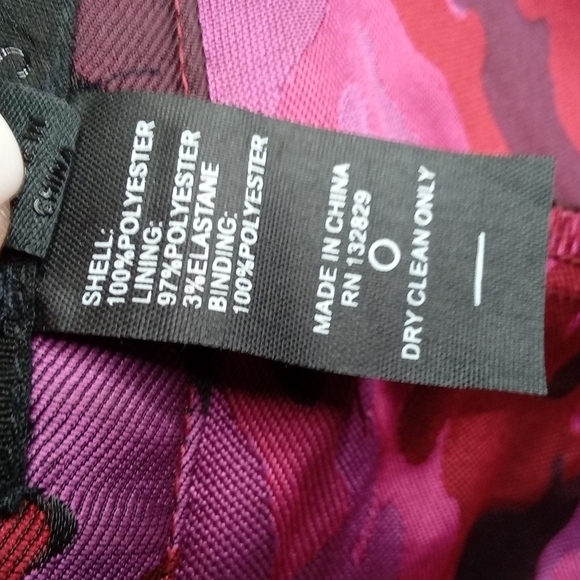 SHELL:
100%POLYESTER
LINING:
97%POLYESTER
3%ELASTANE
BINDING:
100%POLYESTER
MADE IN CHINA
RN 132829
DRY CLEAN ONLY